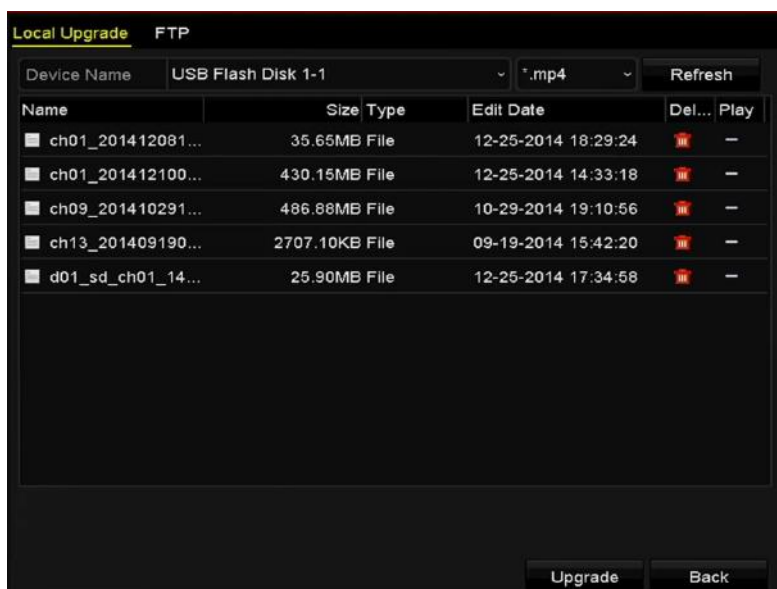 Local Upgrade FTP
Device Name USB Flash Disk 1-1 *.mp4 Refresh
Name Size Type Edit Date Del... Play
ch01_201412081... 35.65MB File 12-25-2014 18:29:24 —
ch01_201412100... 430.15MB File 12-25-2014 14:33:18 —
ch09_201410291... 486.88MB File 10-29-2014 19:10:56 —
ch13_201409190... 2707.10KB File 09-19-2014 15:42:20 —
d01_sd_ch01_14... 25.90MB File 12-25-2014 17:34:58 —
Upgrade Back